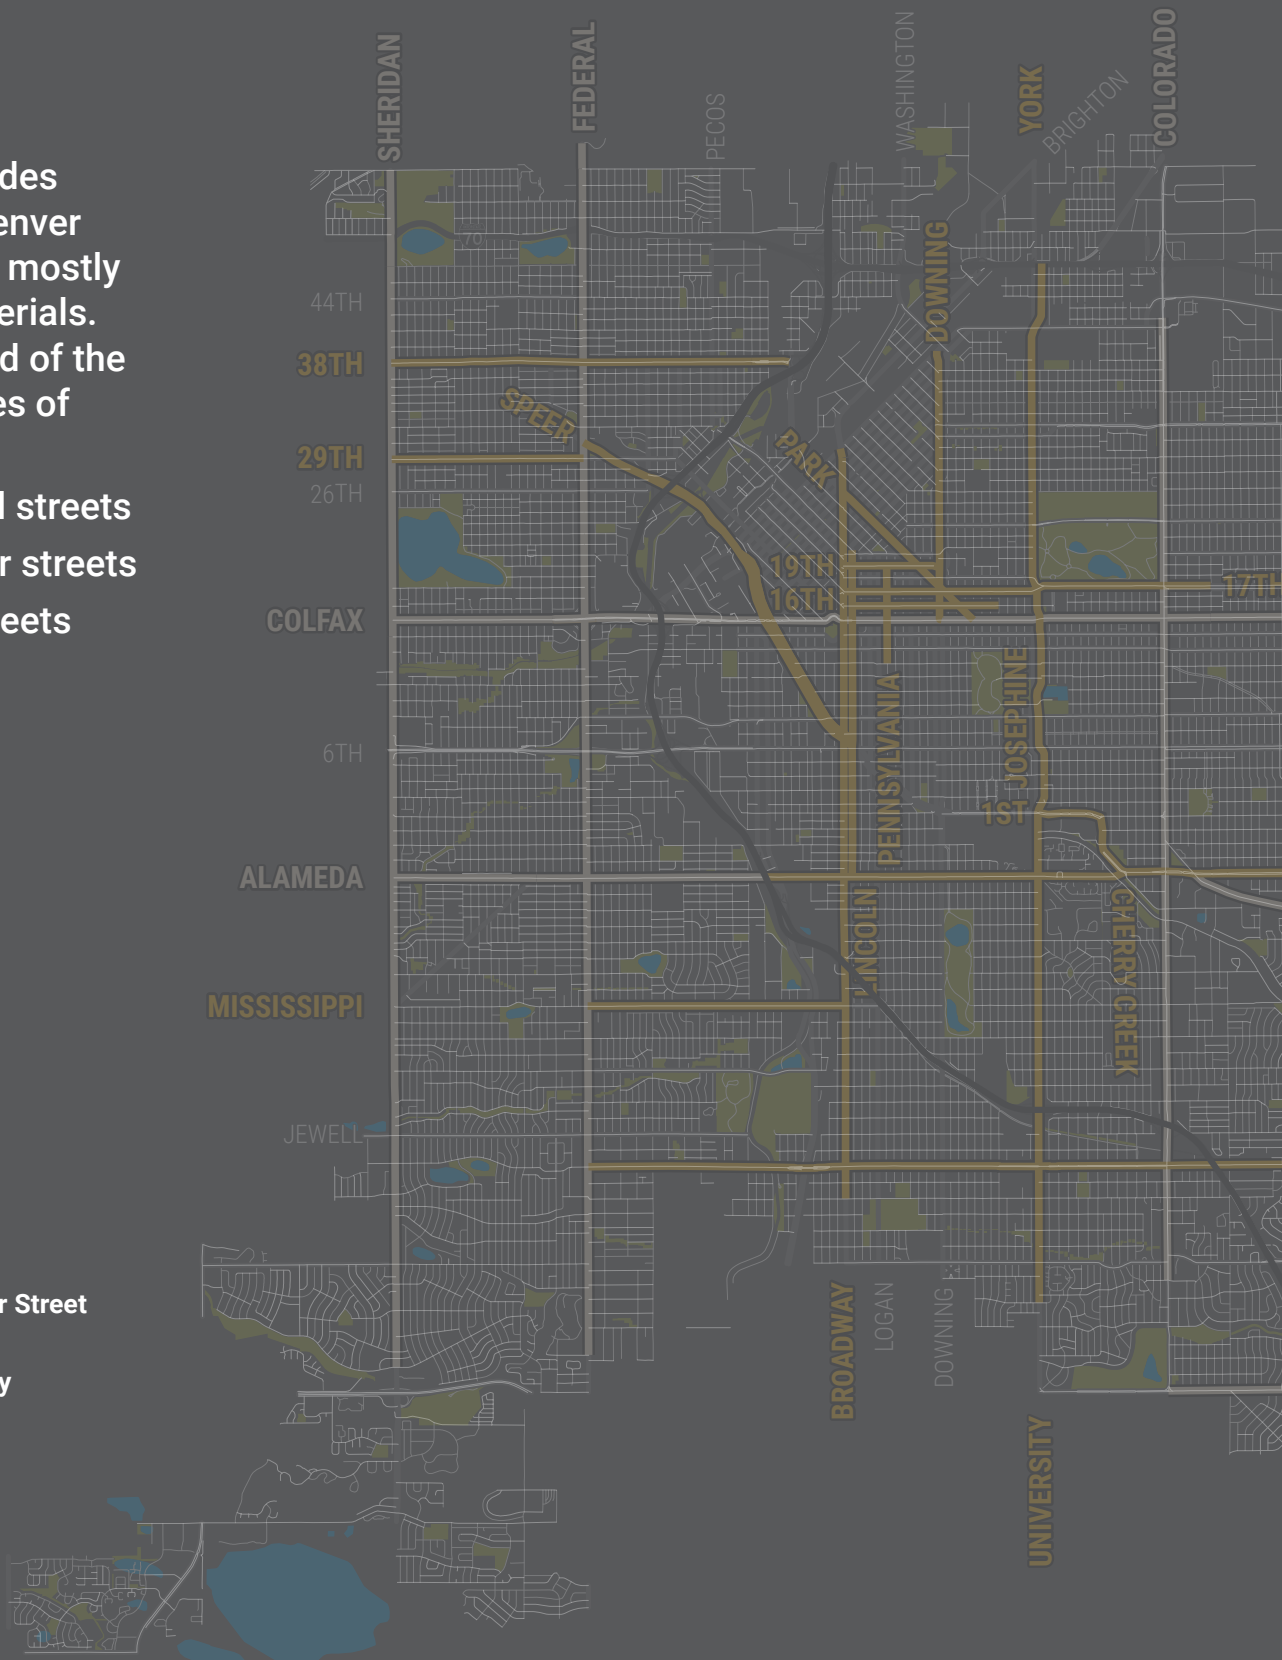 des
enver
mostly
erials.
d of the
es of
l streets
r streets
eets
r Street
y
SHERIDAN
FEDERAL
PECOS
WASHINGTON
YORK
BRIGHTON
COLORADO
70
DOWNING
44TH
38TH
SPEER
PARK
29TH
26TH
19TH
17TH
16TH
COLFAX
JOSEPHINE
PENNSYLVANIA
6TH
1ST
ALAMEDA
LINCOLN
CHERRY CREEK
MISSISSIPPI
JEWELL
BROADWAY
LOGAN
DOWNING
UNIVERSITY